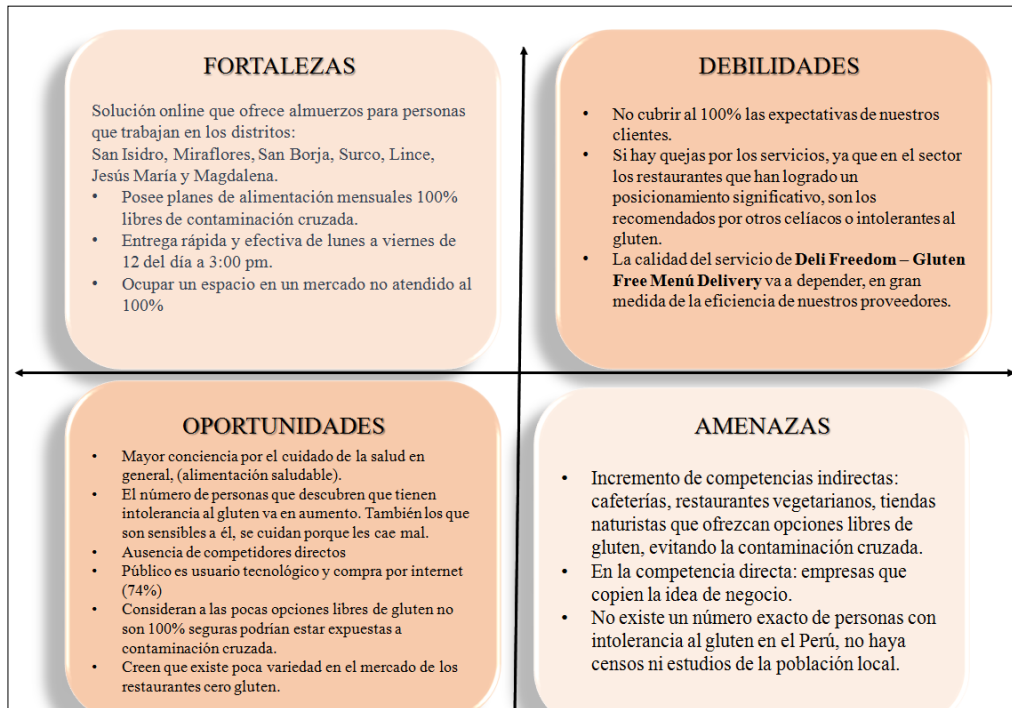 FORTALEZAS
Solución online que ofrece almuerzos para personas
que trabajan en los distritos:
San Isidro, Miraflores, San Borja, Surco, Lince,
Jesús María y Magdalena.
• Posee planes de alimentación mensuales 100%
libres de contaminación cruzada.
• Entrega rápida y efectiva de lunes a viernes de
12 del día a 3:00 pm.
• Ocupar un espacio en un mercado no atendido al
100%
DEBILIDADES
• No cubrir al 100% las expectativas de nuestros
clientes.
• Si hay quejas por los servicios, ya que en el sector
los restaurantes que han logrado un
posicionamiento significativo, son los
recomendados por otros celíacos o intolerantes al
gluten.
• La calidad del servicio de Deli Freedom – Gluten
Free Menú Delivery va a depender, en gran
medida de la eficiencia de nuestros proveedores.
OPORTUNIDADES
• Mayor conciencia por el cuidado de la salud en
general, (alimentación saludable).
• El número de personas que descubren que tienen
intolerancia al gluten va en aumento. También los que
son sensibles a él, se cuidan porque les cae mal.
• Ausencia de competidores directos
• Público es usuario tecnológico y compra por internet
(74%)
• Consideran a las pocas opciones libres de gluten no
son 100% seguras podrían estar expuestas a
contaminación cruzada.
• Creen que existe poca variedad en el mercado de los
restaurantes cero gluten.
AMENAZAS
• Incremento de competencias indirectas:
cafeterías, restaurantes vegetarianos, tiendas
naturistas que ofrezcan opciones libres de
gluten, evitando la contaminación cruzada.
• En la competencia directa: empresas que
copien la idea de negocio.
• No existe un número exacto de personas con
intolerancia al gluten en el Perú, no haya
censos ni estudios de la población local.